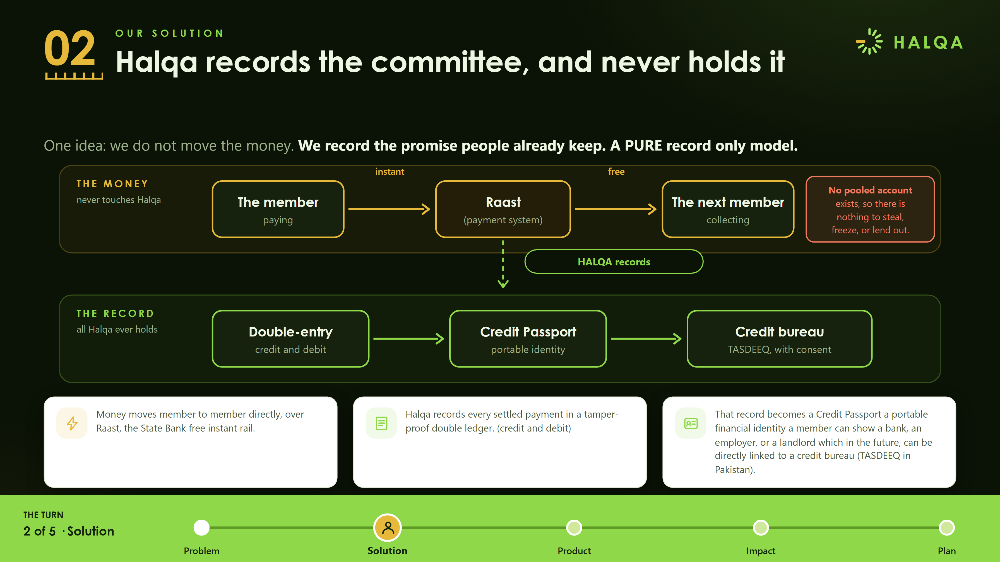 02
OUR SOLUTION
Halqa records the committee, and never holds it
HALQA
One idea: we do not move the money. We record the promise people already keep. A PURE record only model.
THE MONEY
never touches Halqa
instant
free
The member
paying
Raast
(payment system)
The next member
collecting
No pooled account
exists, so there is
nothing to steal,
freeze, or lend out.
HALQA records
THE RECORD
all Halqa ever holds
Double-entry
credit and debit
Credit Passport
portable identity
Credit bureau
TASDEEQ, with consent
Money moves member to member directly, over
Raast, the State Bank free instant rail.
Halqa records every settled payment in a tamper-
proof double ledger. (credit and debit)
That record becomes a Credit Passport a portable
financial identity a member can show a bank, an
employer, or a landlord which in the future, can be
directly linked to a credit bureau (TASDEEQ in
Pakistan).
THE TURN
2 of 5 · Solution
Problem
Solution
Product
Impact
Plan